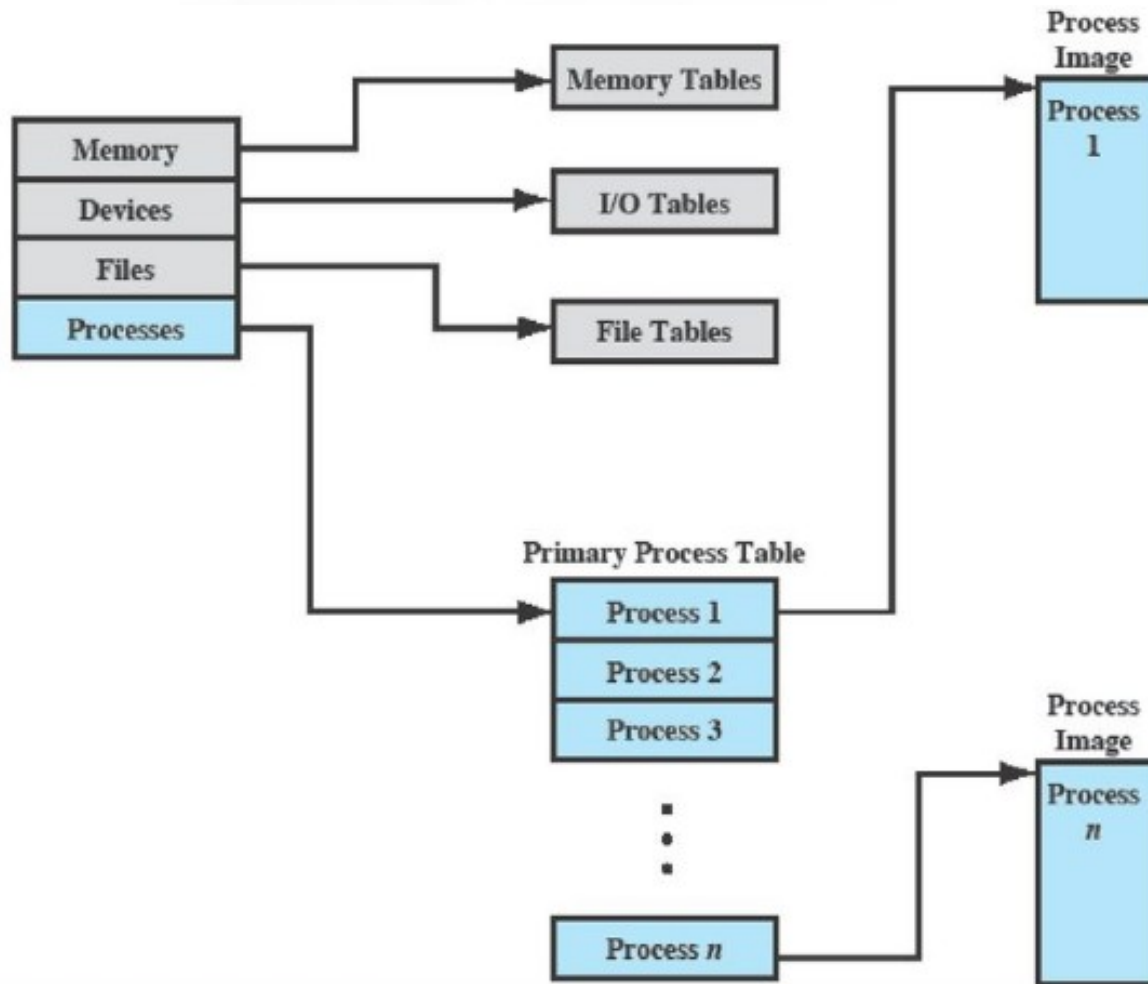 Memory
Devices
Files
Processes
Memory Tables
I/O Tables
File Tables
Primary Process Table
Process 1
Process 2
Process 3
Process n
Process
Image
Process
1
Process
Image
Process
n